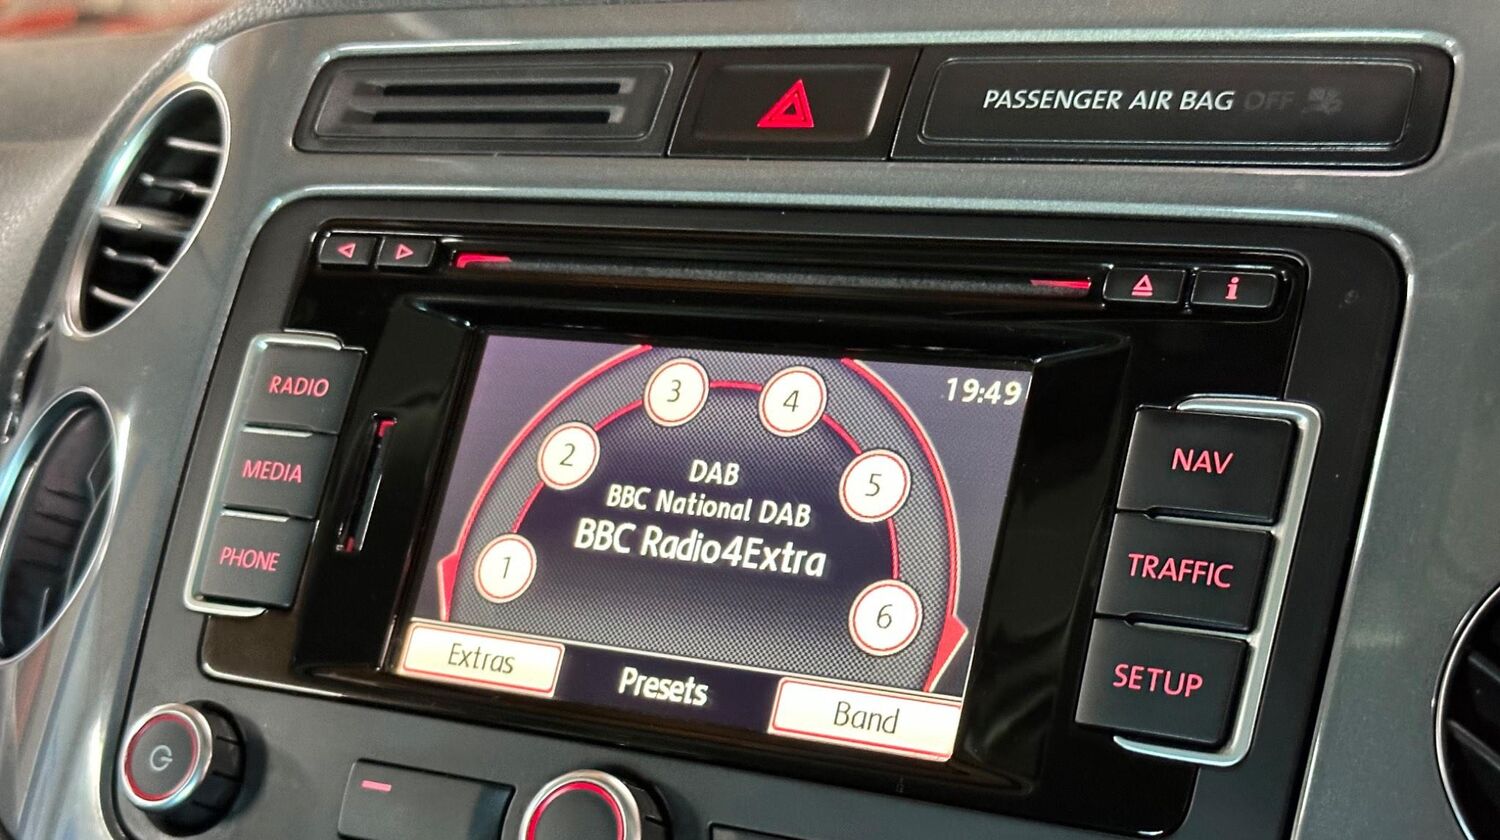 PASSENGER AIR BAG OFF
RADIO
MEDIA
PHONE
19:49
3
4
2
5
1
6
DAB
BBC National DAB
BBC Radio4Extra
Extras
Presets
Band
NAV
TRAFFIC
SETUP